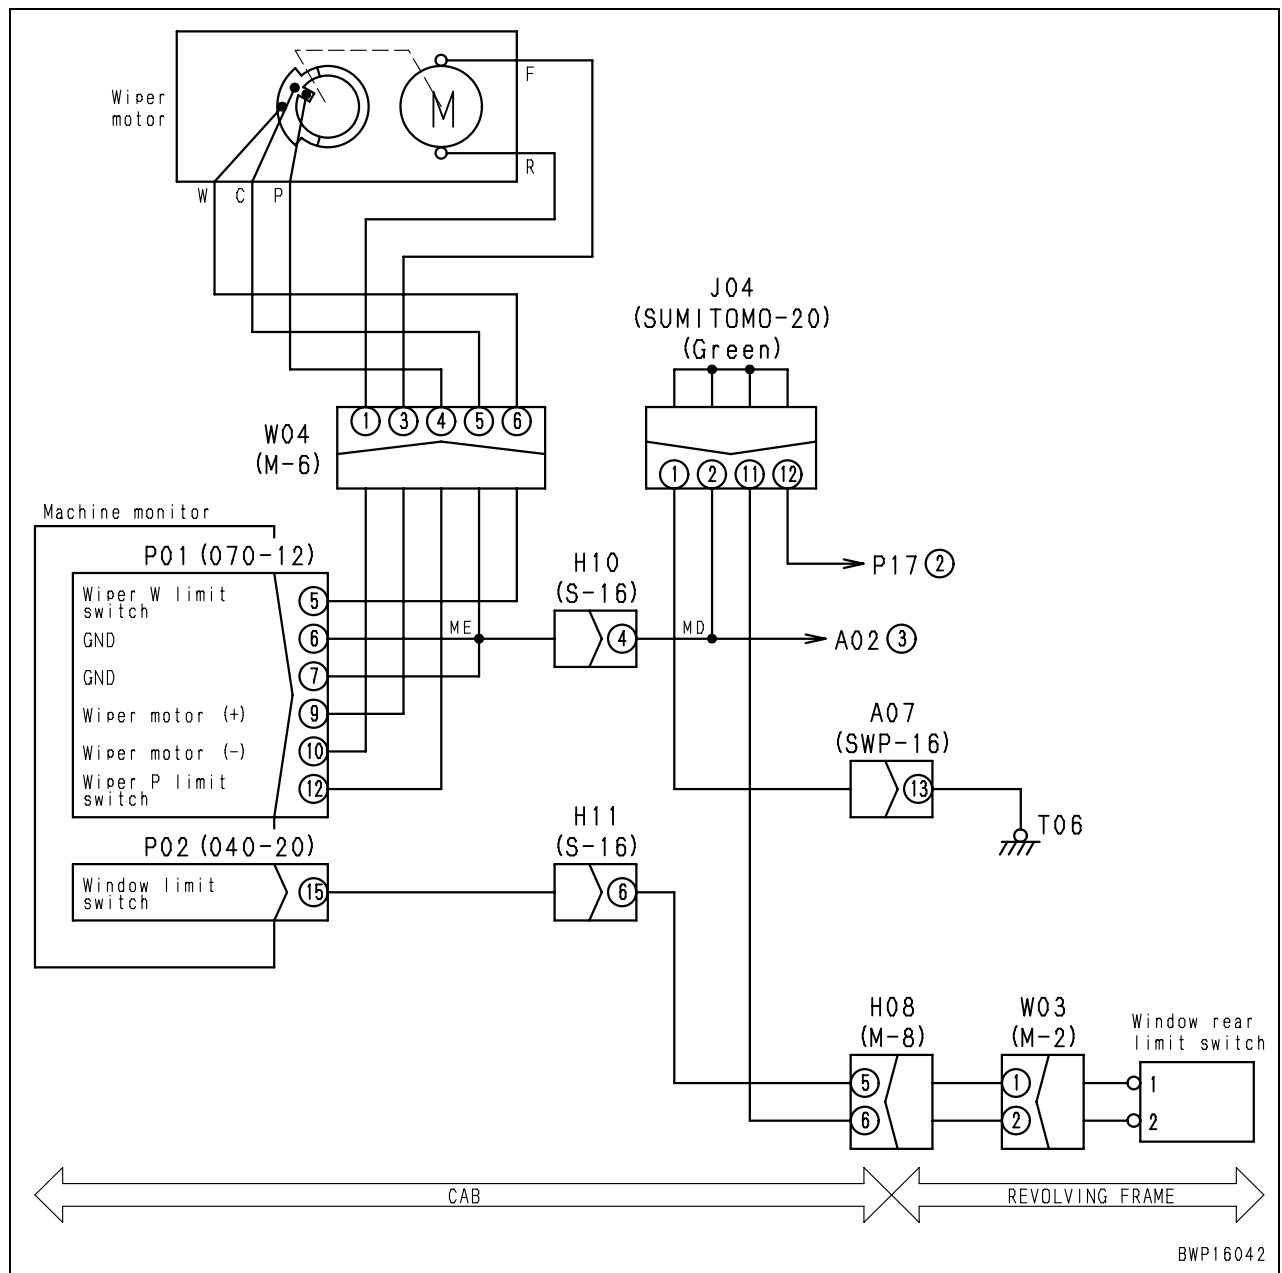 Wiper
motor
M
F
R
W C P
J04
(SUMITOMO-20)
(Green)
W04
(M-6)
1 3 4 5 6
1 2 11 12
Machine monitor
P01 (070-12)
Wiper W limit
switch
5
GND
6
GND
7
Wiper motor (+)
9
Wiper motor (-)
10
Wiper P limit
switch
12
ME
H10
(S-16)
4
MD
P17 2
A02 3
A07
(SWP-16)
13
T06
P02 (040-20)
Window limit
switch
15
H11
(S-16)
6
H08
(M-8)
5
6
W03
(M-2)
1
2
Window rear
limit switch
1
2
CAB
REVOLVING FRAME
BWP16042